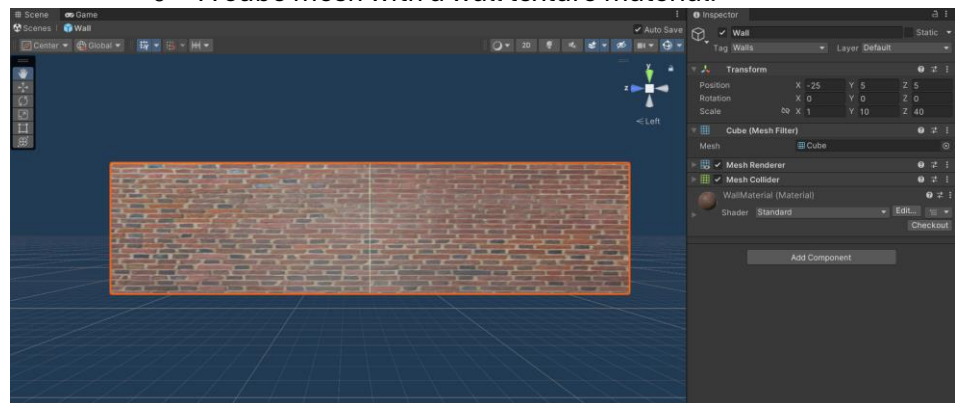 A cube mesh with a wall texture material.
Scene Game
Scenes Wall
Auto Save
Center Global
2D
y
z
Left
Inspector
Wall
Static
Tag Walls Layer Default
Transform
Position X -25 Y 5 Z 5
Rotation X 0 Y 0 Z 0
Scale X 1 Y 10 Z 40
Cube (Mesh Filter)
Mesh Cube
Mesh Renderer
Mesh Collider
WallMaterial (Material)
Shader Standard Edit...
Checkout
Add Component